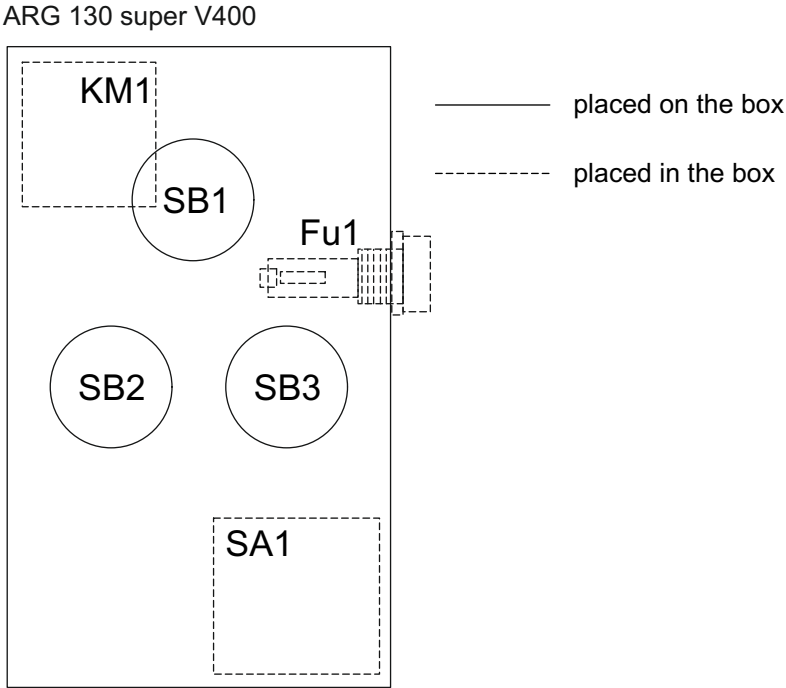 ARG 130 super V400
KM1
placed on the box
placed in the box
SB1
Fu1
SB2
SB3
SA1